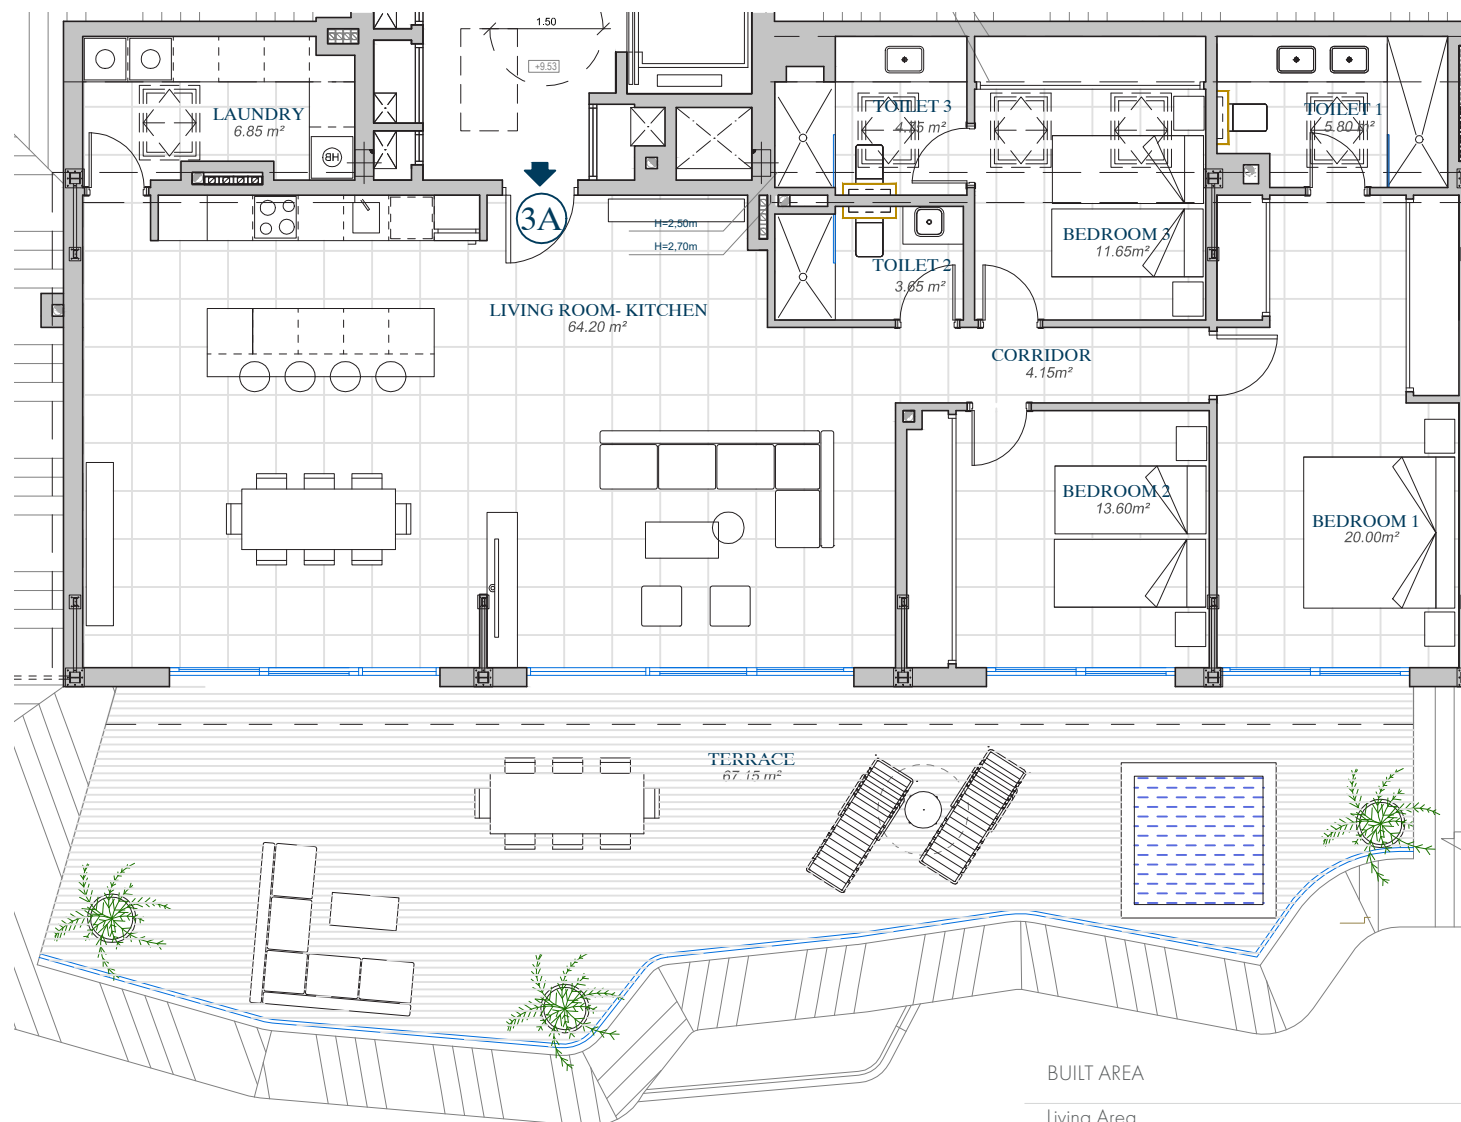 1.50
+9.53
LAUNDRY
6.85 m²
TOILET 3
4.15 m²
TOILET 1
5.80 m²
HB
3A
H=2,50m
H=2,70m
BEDROOM 3
11.65m²
TOILET 2
3.65 m²
LIVING ROOM- KITCHEN
64.20 m²
CORRIDOR
4.15m²
BEDROOM 2
13.60m²
BEDROOM 1
20.00m²
TERRACE
67.15 m²
BUILT AREA
Living Area